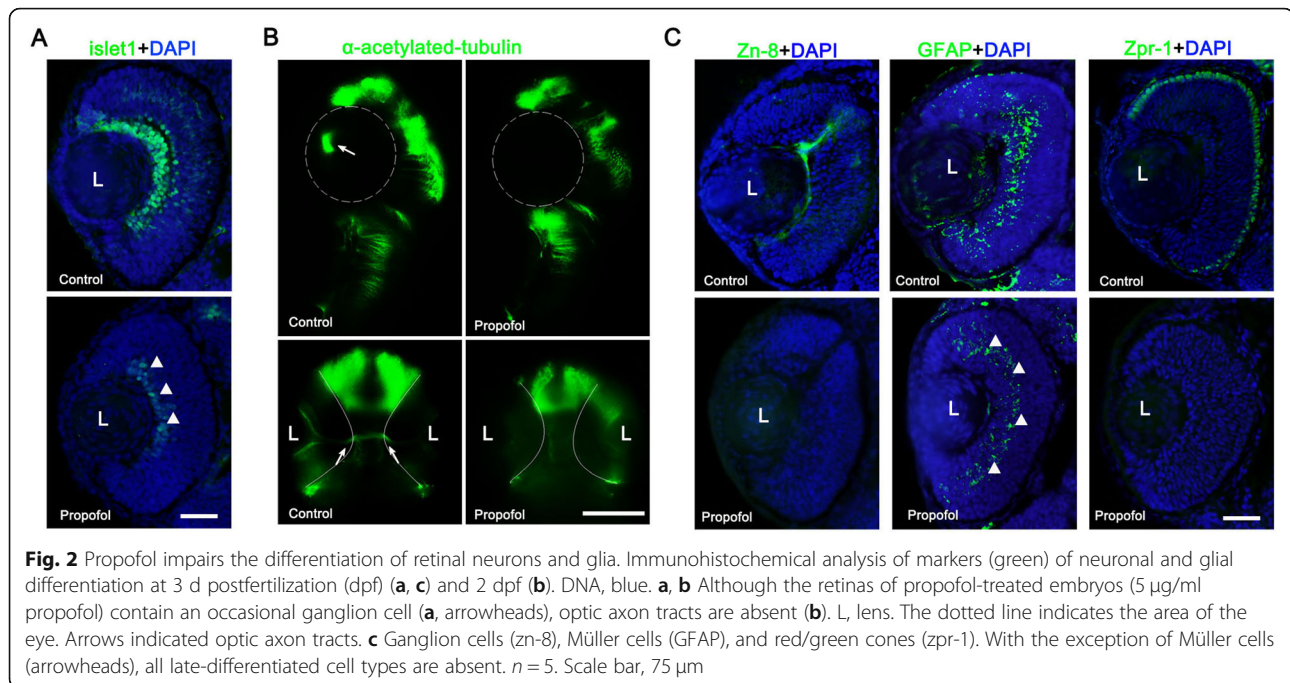 A
islet1+DAPI
L
Control
L
Propofol
B
α-acetylated-tubulin
Control
Propofol
L
L
Control
L
L
Propofol
C
Zn-8+DAPI
GFAP+DAPI
Zpr-1+DAPI
L
Control
L
Control
L
Control
L
Propofol
L
Propofol
L
Propofol
Fig. 2 Propofol impairs the differentiation of retinal neurons and glia. Immunohistochemical analysis of markers (green) of neuronal and glial
differentiation at 3 d postfertilization (dpf) (a, c) and 2 dpf (b). DNA, blue. a, b Although the retinas of propofol-treated embryos (5 μg/ml
propofol) contain an occasional ganglion cell (a, arrowheads), optic axon tracts are absent (b). L, lens. The dotted line indicates the area of the
eye. Arrows indicated optic axon tracts. c Ganglion cells (zn-8), Müller cells (GFAP), and red/green cones (zpr-1). With the exception of Müller cells
(arrowheads), all late-differentiated cell types are absent. n = 5. Scale bar, 75 μm